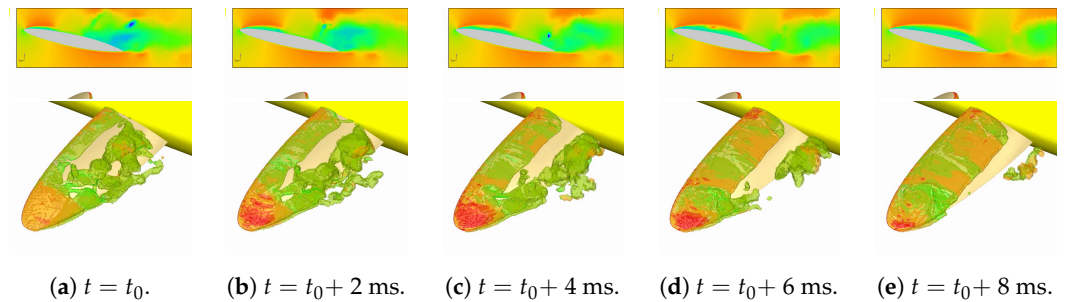 (a) t = t₀.
(b) t = t₀+ 2 ms.
(c) t = t₀+ 4 ms.
(d) t = t₀+ 6 ms.
(e) t = t₀+ 8 ms.